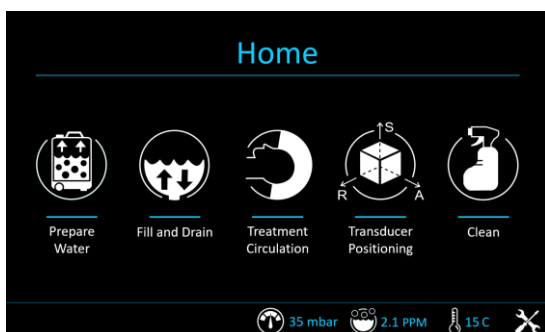 Home
S
R
A
Prepare
Water
Fill and Drain
Treatment
Circulation
Transducer
Positioning
Clean
35 mbar
2.1 PPM
15 C